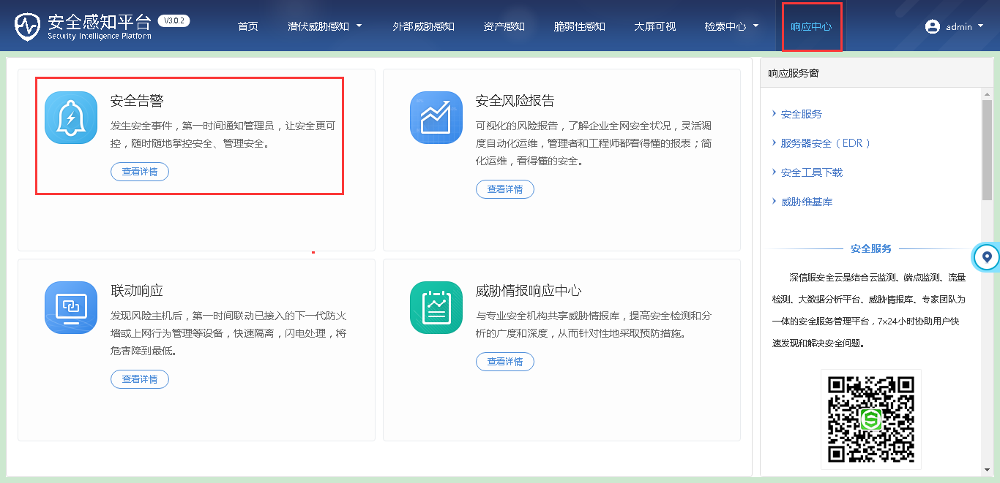 安全感知平台 V3.0.2
Security Intelligence Platform
首页 潜伏威胁感知 外部威胁感知 资产感知 脆弱性感知 大屏可视 检索中心 响应中心 admin
安全告警
发生安全事件，第一时间通知管理员，让安全更可
控，随时随地掌控安全、管理安全。
查看详情
安全风险报告
可视化的风险报告，了解企业全网安全状况，灵活调
度自动化运维，管理者和工程师都看得懂的报表；简
化运维，看得懂的安全。
查看详情
联动响应
发现风险主机后，第一时间联动已接入的下一代防火
墙或上网行为管理等设备，快速隔离，闪电处理，将
危害降到最低。
查看详情
威胁情报响应中心
与专业安全机构共享威胁情报库，提高安全检测和分
析的广度和深度，从而针对性地采取预防措施。
查看详情
响应服务窗
安全服务
服务器安全（EDR）
安全工具下载
威胁维基库
安全服务
深信服安全云是结合云监测、端点监测、流量
检测、大数据分析平台、威胁情报库、专家团队为
一体的安全服务管理平台，7×24小时协助用户快
速发现和解决安全问题。